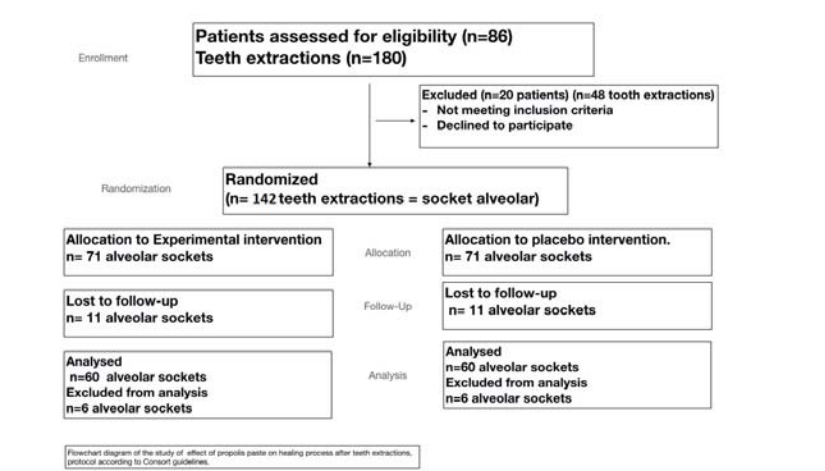 Patients assessed for eligibility (n=86)
Teeth extractions (n=180)
Enrollment
Excluded (n=20 patients) (n=48 tooth extractions)
- Not meeting inclusion criteria
- Declined to participate
Randomized
(n= 142 teeth extractions = socket alveolar)
Randomization
Allocation to Experimental intervention
n= 71 alveolar sockets
Allocation
Allocation to placebo intervention.
n= 71 alveolar sockets
Lost to follow-up
n= 11 alveolar sockets
Follow-Up
Lost to follow-up
n= 11 alveolar sockets
Analysed
n=60 alveolar sockets
Excluded from analysis
n=6 alveolar sockets
Analysis
Analysed
n=60 alveolar sockets
Excluded from analysis
n=6 alveolar sockets
Flowchart diagram of the study of effect of propolis paste on healing process after teeth extractions,
protocol according to Consort guidelines.